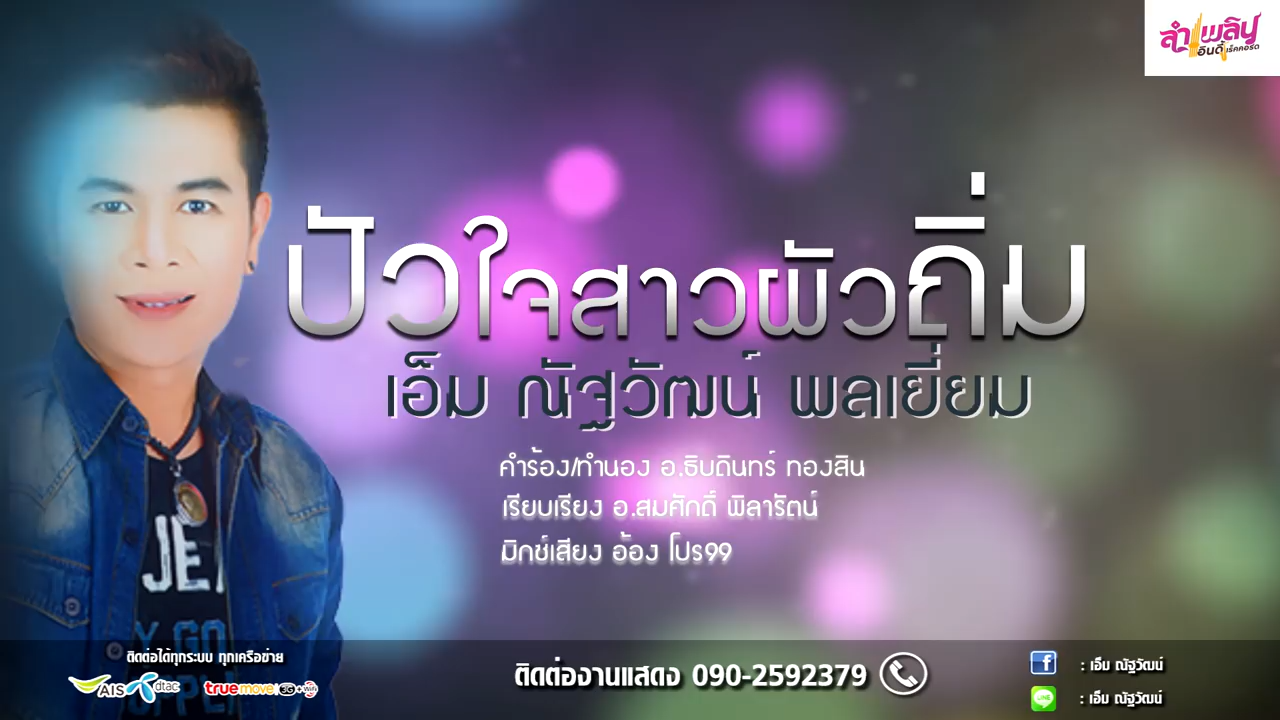 ลำเพลิน
อินดี้ เร็คคอร์ด
ปัวใจสาวผัวถิ่ม
เอ็ม ณัฐวัฒน์ พลเยี่ยม
คำร้อง/ทำนอง อ.ธิบดินทร์ ทองสิน
เรียบเรียง อ.สมศักดิ์ พิลารัตน์
มิกซ์เสียง อ้อง โปร99
JE
Y GO
PPLI
ติดต่อได้ทุกระบบ ทุกเครือข่าย
AIS dtac truemove 3G+WiFi
ติดต่องานแสดง 090-2592379
f : เอ็ม ณัฐวัฒน์
LINE : เอ็ม ณัฐวัฒน์